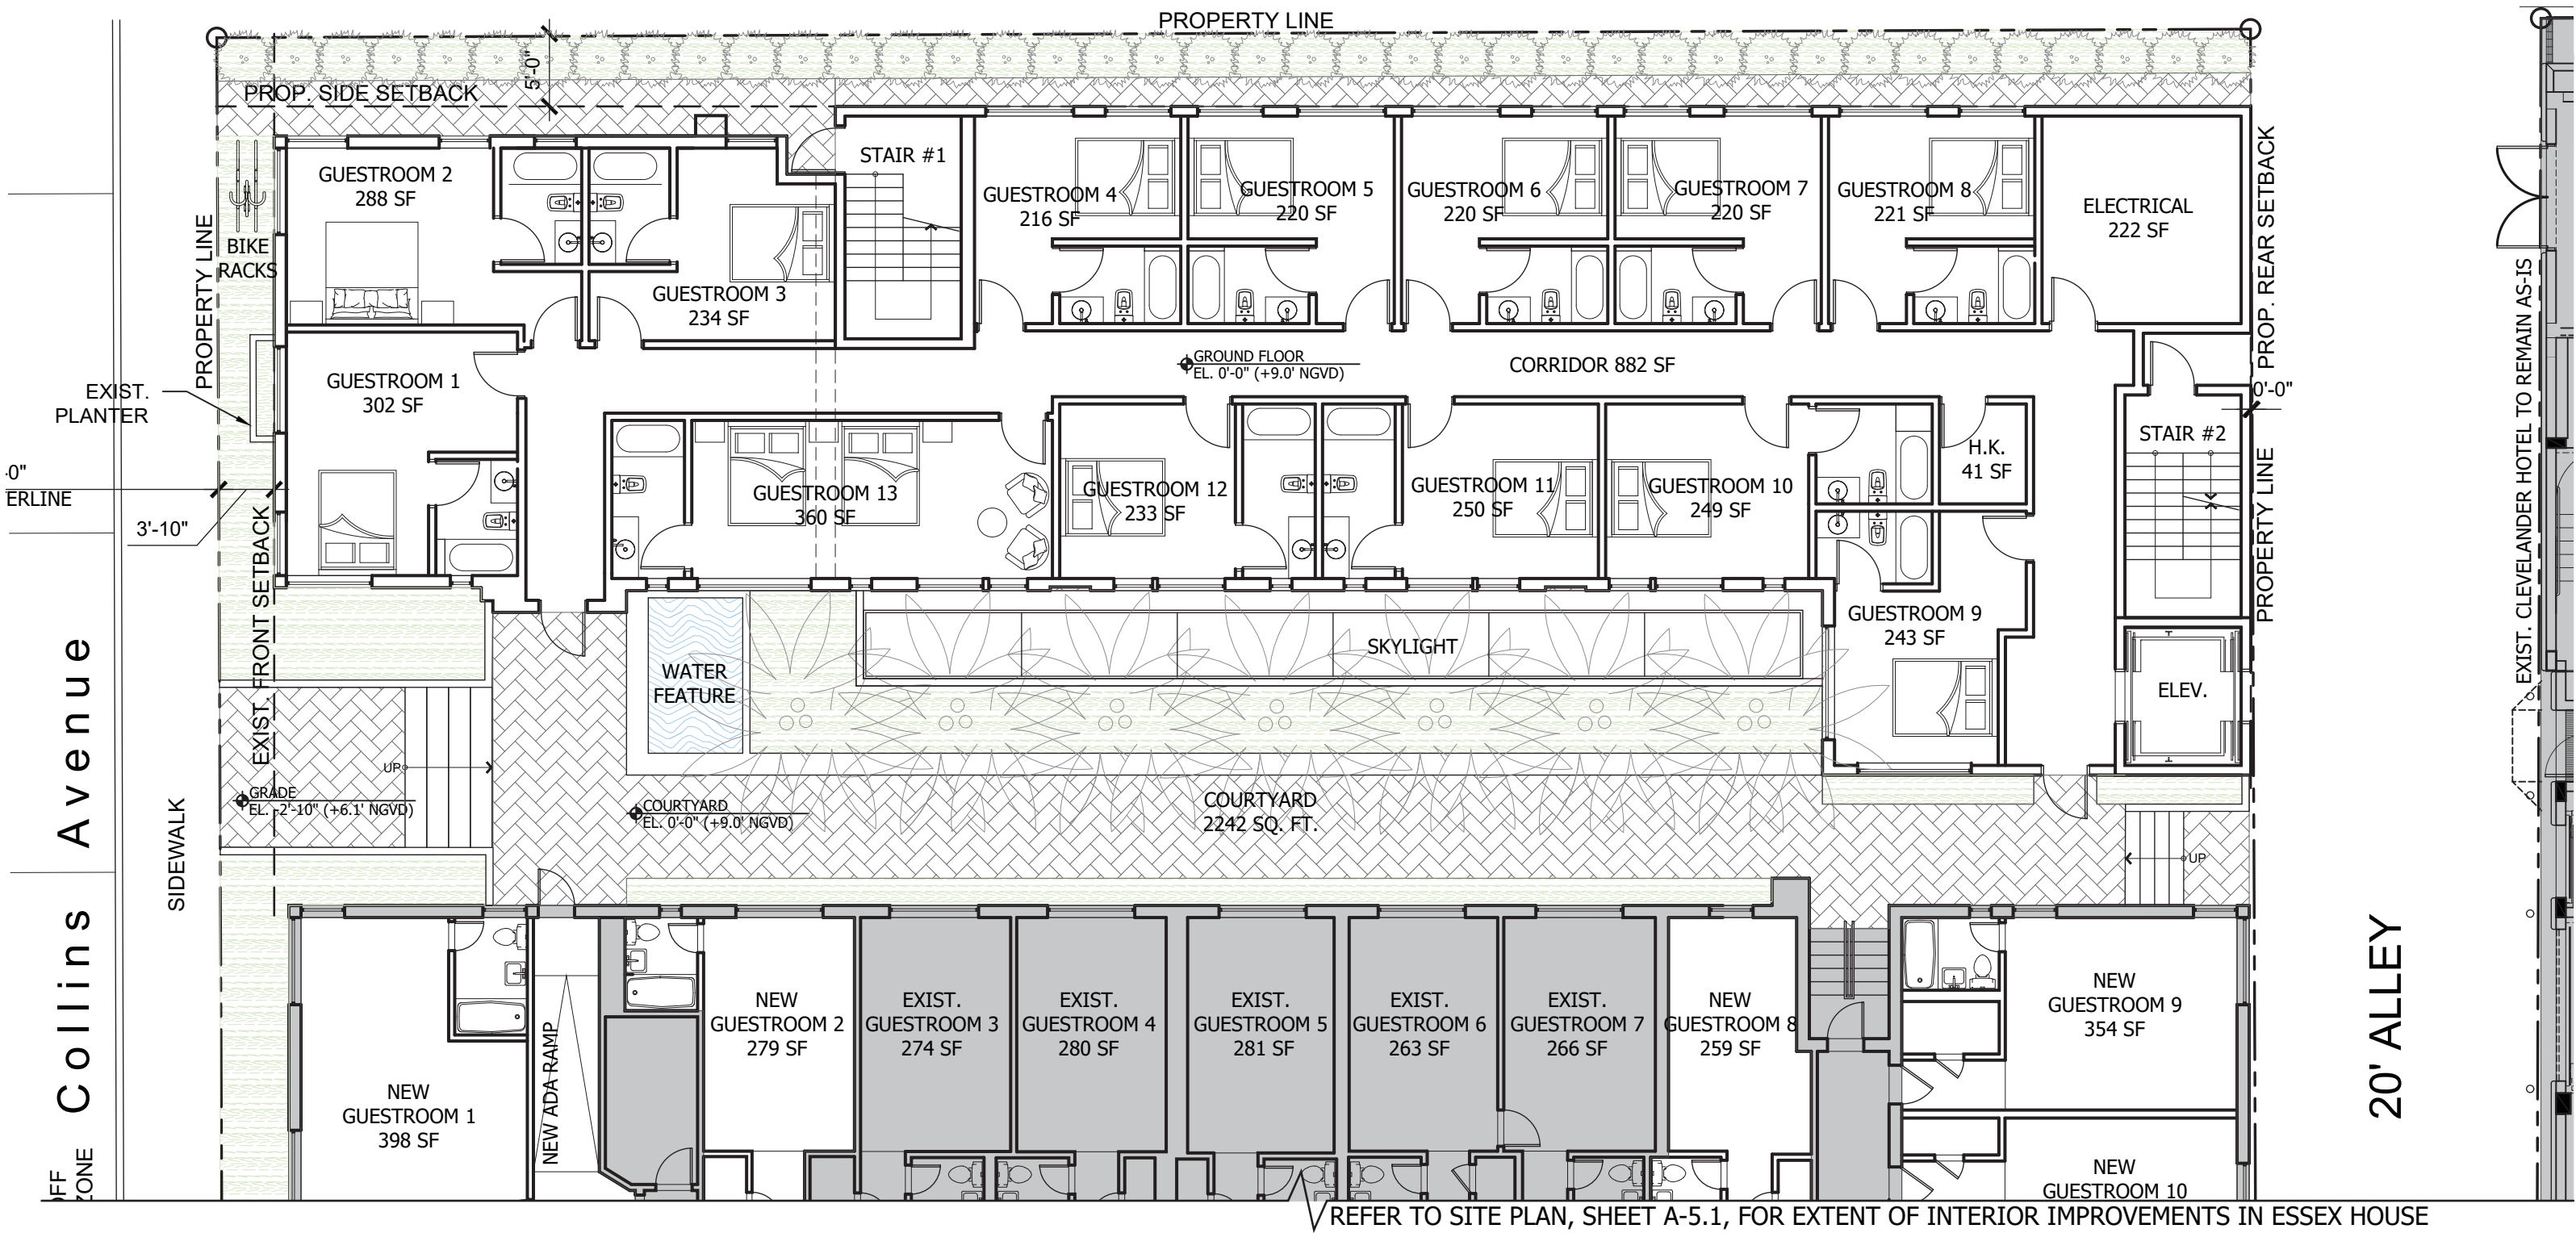 PROPERTY LINE
PROP. SIDE SETBACK
5'-0"
GUESTROOM 2
288 SF
BIKE
RACKS
PROPERTY LINE
GUESTROOM 3
234 SF
STAIR #1
GUESTROOM 4
216 SF
GUESTROOM 5
220 SF
GUESTROOM 6
220 SF
GUESTROOM 7
220 SF
GUESTROOM 8
221 SF
ELECTRICAL
222 SF
PROP. REAR SETBACK
EXIST. CLEVELANDER HOTEL TO REMAIN AS-IS
GROUND FLOOR
EL. 0'-0" (+9.0' NGVD)
CORRIDOR 882 SF
GUESTROOM 1
302 SF
EXIST.
PLANTER
0'-0"
-0"
ERLINE
3'-10"
EXIST. FRONT SETBACK
GUESTROOM 13
360 SF
GUESTROOM 12
233 SF
GUESTROOM 11
250 SF
GUESTROOM 10
249 SF
H.K.
41 SF
STAIR #2
PROPERTY LINE
GUESTROOM 9
243 SF
WATER
FEATURE
SKYLIGHT
ELEV.
UP
GRADE
EL. -2'-10" (+6.1' NGVD)
COURTYARD
EL. 0'-0" (+9.0' NGVD)
COURTYARD
2242 SQ. FT.
UP
SIDEWALK
Collins Avenue
OFF
ZONE
NEW
GUESTROOM 1
398 SF
NEW ADA RAMP
NEW
GUESTROOM 2
279 SF
EXIST.
GUESTROOM 3
274 SF
EXIST.
GUESTROOM 4
280 SF
EXIST.
GUESTROOM 5
281 SF
EXIST.
GUESTROOM 6
263 SF
EXIST.
GUESTROOM 7
266 SF
NEW
GUESTROOM 8
259 SF
NEW
GUESTROOM 9
354 SF
NEW
GUESTROOM 10
20' ALLEY
REFER TO SITE PLAN, SHEET A-5.1, FOR EXTENT OF INTERIOR IMPROVEMENTS IN ESSEX HOUSE